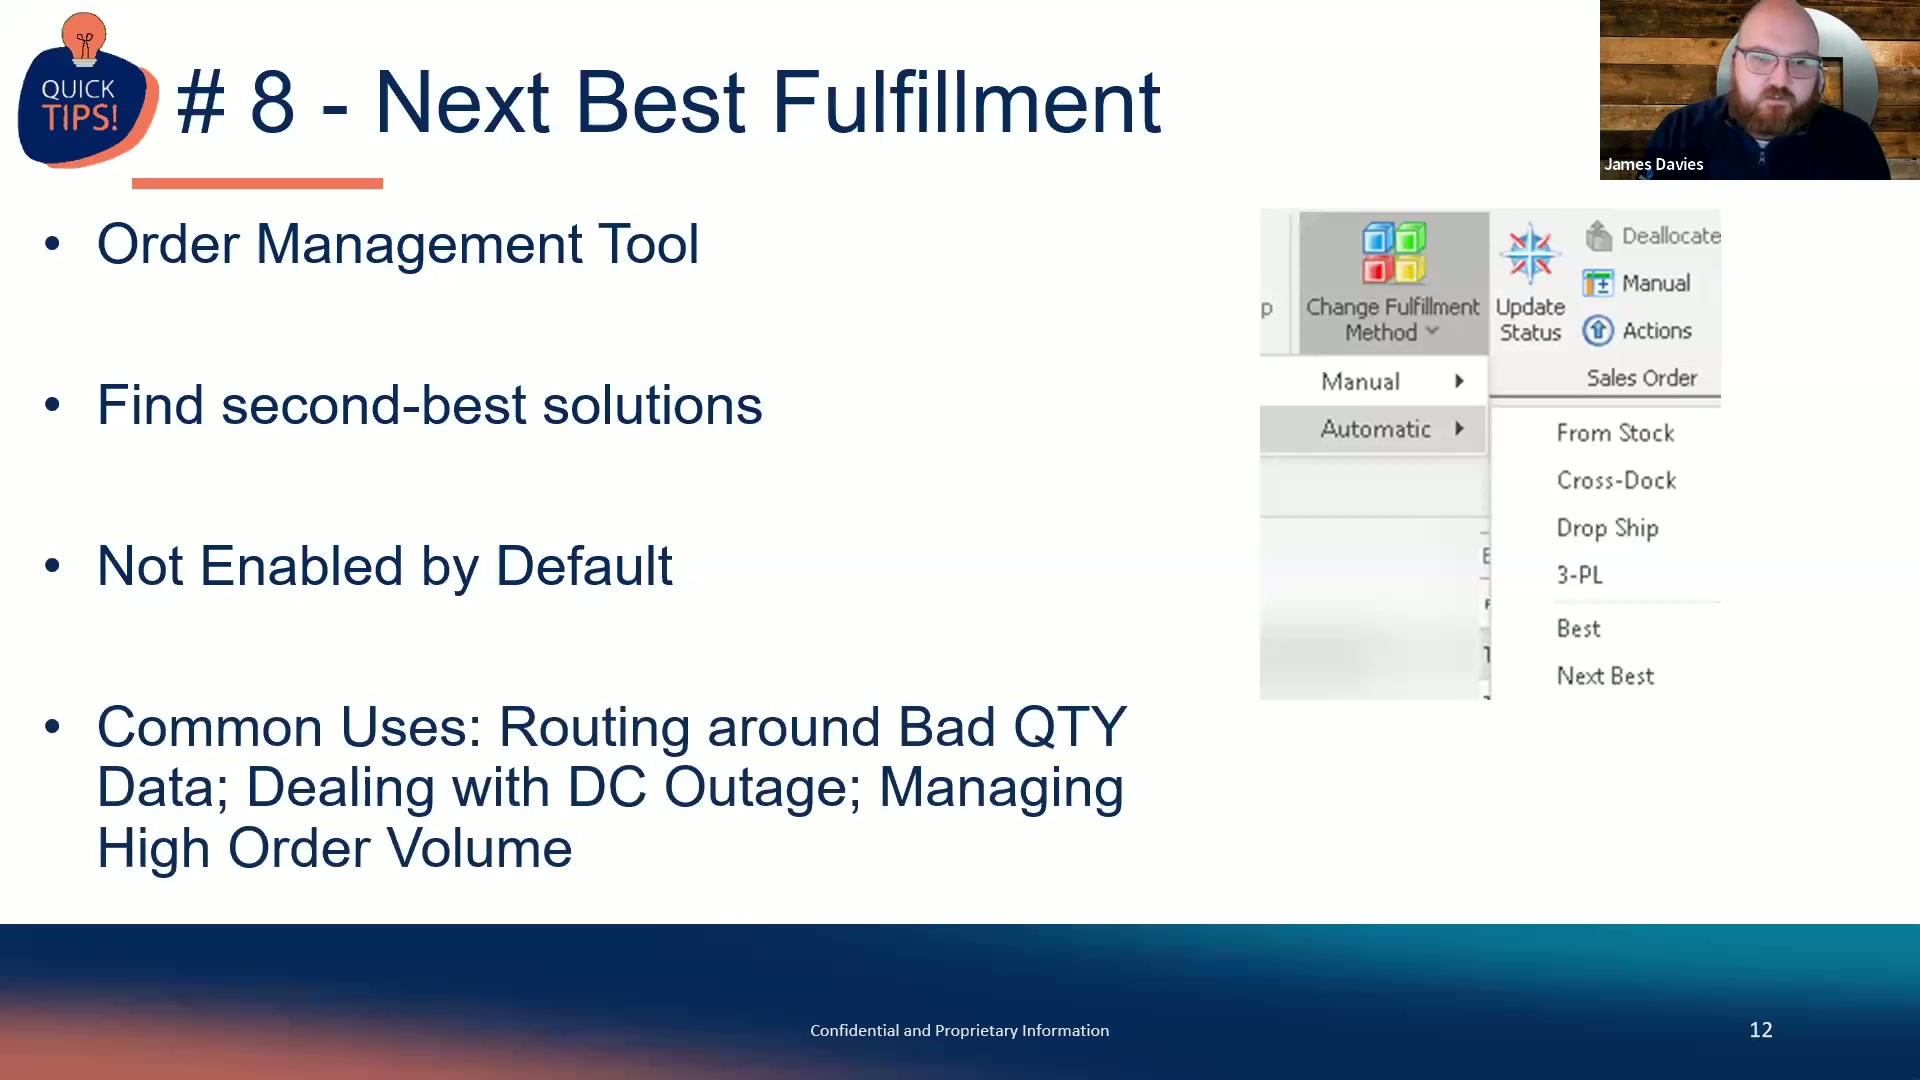 QUICK
TIPS!
# 8 - Next Best Fulfillment
James Davies
• Order Management Tool
• Find second-best solutions
• Not Enabled by Default
• Common Uses: Routing around Bad QTY
Data; Dealing with DC Outage; Managing
High Order Volume
p
Change Fulfillment
Method
Update
Status
Deallocate
Manual
Actions
Sales Order
Manual
Automatic
From Stock
Cross-Dock
Drop Ship
3-PL
Best
Next Best
Confidential and Proprietary Information
12